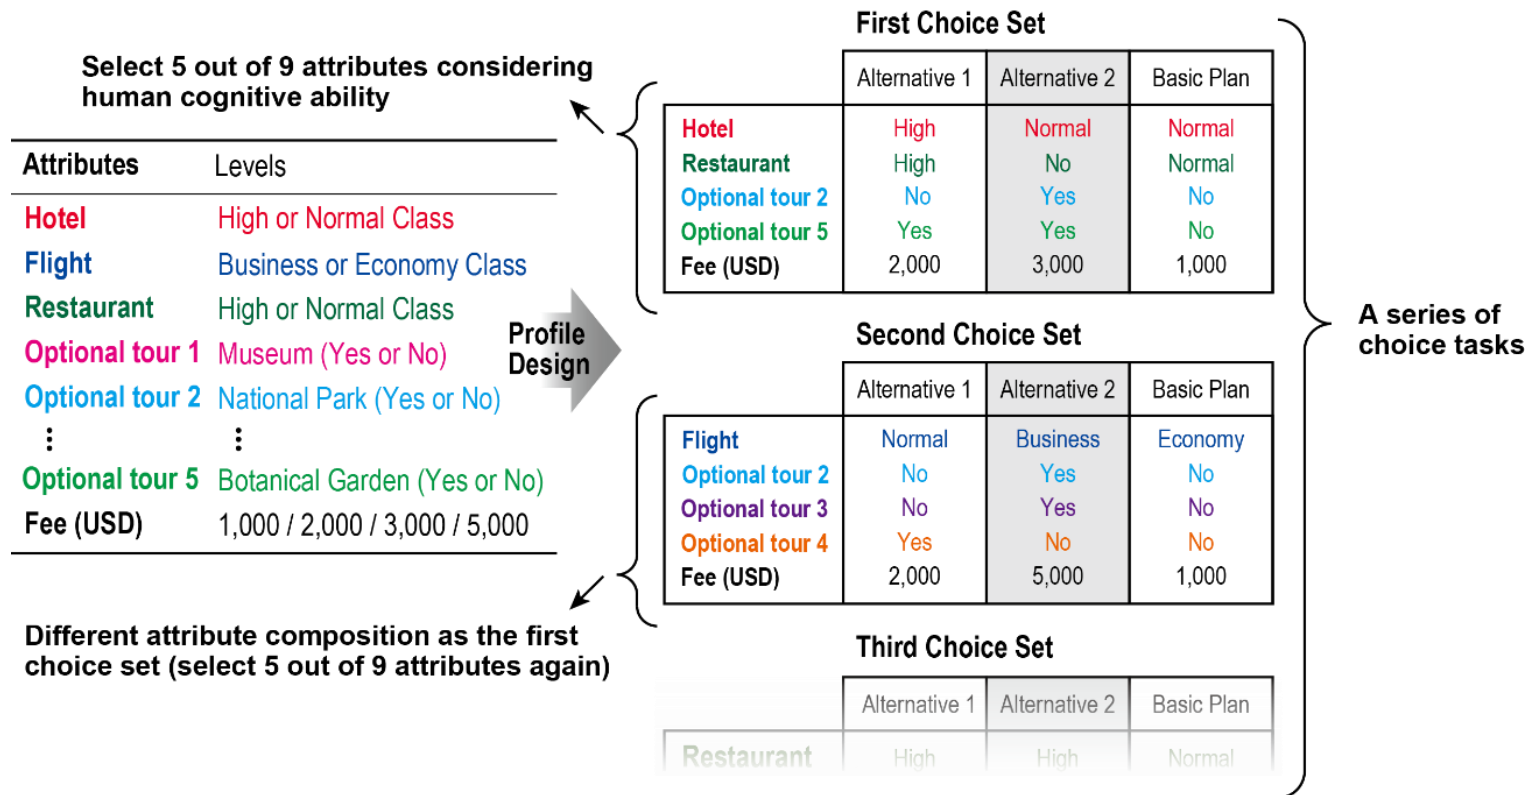 Select 5 out of 9 attributes considering
human cognitive ability
Attributes Levels
Hotel High or Normal Class
Flight Business or Economy Class
Restaurant High or Normal Class
Optional tour 1 Museum (Yes or No)
Optional tour 2 National Park (Yes or No)
⋮ ⋮
Optional tour 5 Botanical Garden (Yes or No)
Fee (USD) 1,000 / 2,000 / 3,000 / 5,000
Different attribute composition as the first
choice set (select 5 out of 9 attributes again)
Profile
Design
First Choice Set
Alternative 1 Alternative 2 Basic Plan
Hotel High Normal Normal
Restaurant High No Normal
Optional tour 2 No Yes No
Optional tour 5 Yes Yes No
Fee (USD) 2,000 3,000 1,000
Second Choice Set
Alternative 1 Alternative 2 Basic Plan
Flight Normal Business Economy
Optional tour 2 No Yes No
Optional tour 3 No Yes No
Optional tour 4 Yes No No
Fee (USD) 2,000 5,000 1,000
Third Choice Set
Alternative 1 Alternative 2 Basic Plan
Restaurant High High Normal
A series of
choice tasks